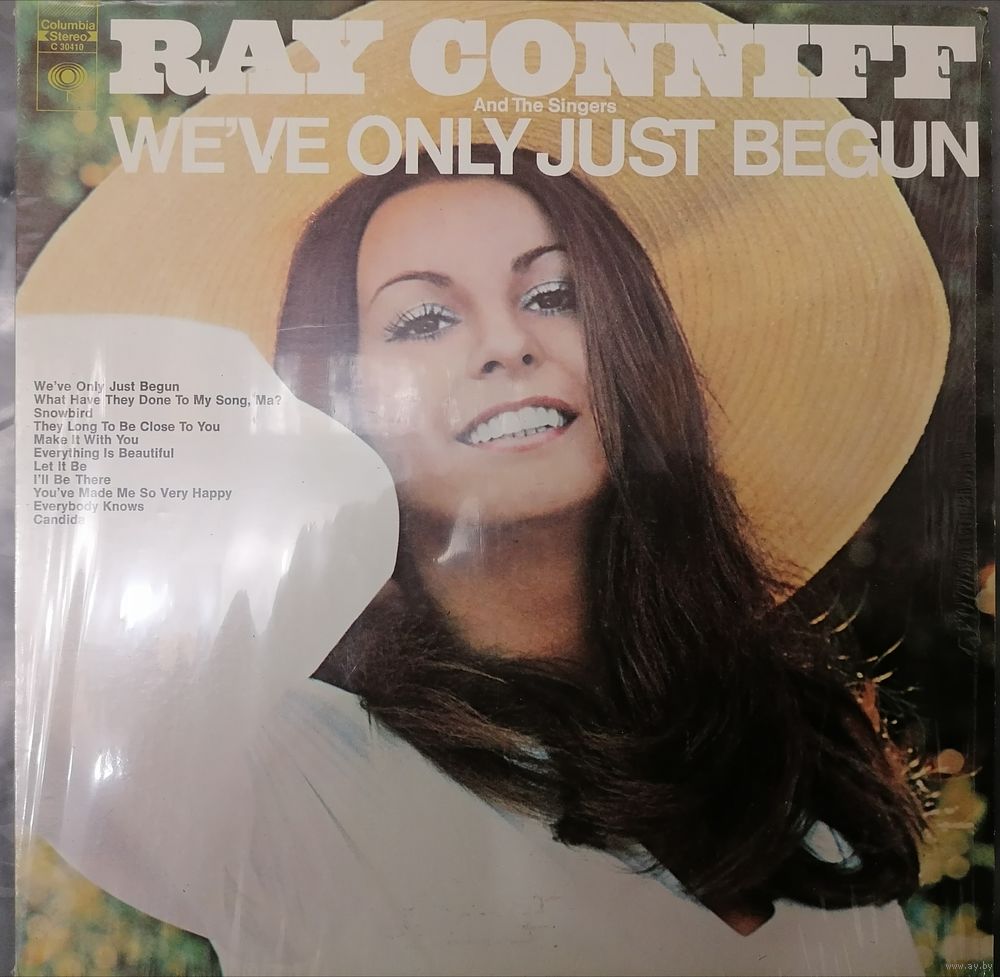 Columbia
Stereo
C 30410
RAY CONNIFF
And The Singers
WE'VE ONLY JUST BEGUN
We've Only Just Begun
What Have They Done To My Song, Ma?
Snowbird
They Long To Be Close To You
Make It With You
Everything Is Beautiful
Let It Be
I'll Be There
You've Made Me So Very Happy
Everybody Knows
Candida
www.ay.by